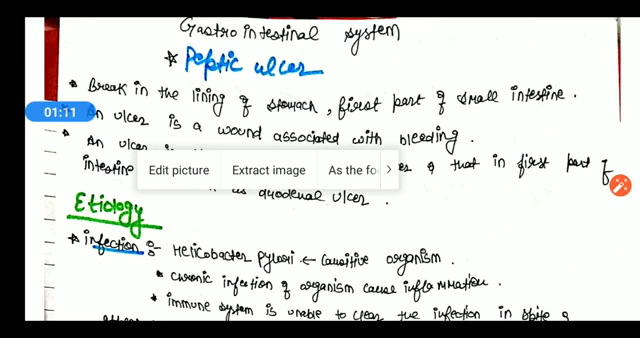 Gastrointestinal system
* Peptic ulcer
* Break in the lining of stomach, first part of small intestine.
01:11
An ulcer is a wound associated with bleeding.
* An ulcer
intestine
& that in first part of
Edit picture Extract image As the fo >
as duodenal ulcer.
Etiology
* infection :- Helicobacter pylori ← causitive organism.
* chronic infection of organism cause inflammation.
* immune system is unable to clear the infection in spite of